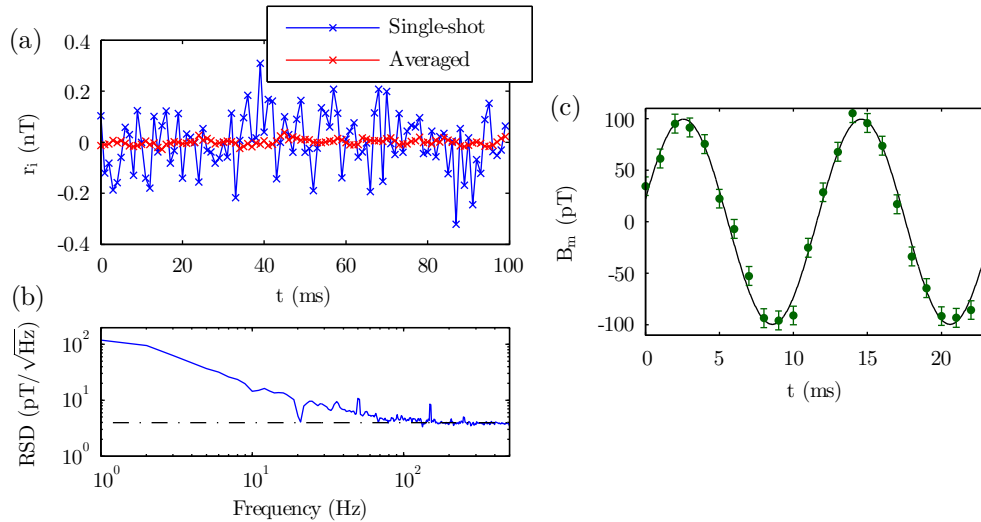 (a)
Single-shot
Averaged
r_i (nT)
0.4
0.2
0
-0.2
-0.4
0 20 40 60 80 100
t (ms)
(b)
RSD (pT/√Hz)
10^2
10^1
10^0
10^0 10^1 10^2
Frequency (Hz)
(c)
B_m (pT)
100
50
0
-50
-100
0 5 10 15 20
t (ms)